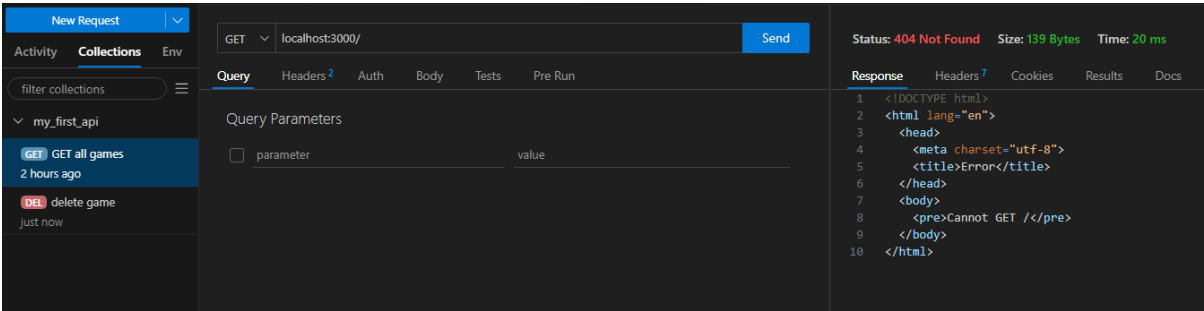 New Request
Activity Collections Env
filter collections
my_first_api
GET GET all games
2 hours ago
DEL delete game
just now
GET localhost:3000/ Send
Query Headers 2 Auth Body Tests Pre Run
Query Parameters
parameter value
Status: 404 Not Found Size: 139 Bytes Time: 20 ms
Response Headers 7 Cookies Results Docs
1 <!DOCTYPE html>
2 <html lang="en">
3 <head>
4 <meta charset="utf-8">
5 <title>Error</title>
6 </head>
7 <body>
8 <pre>Cannot GET /</pre>
9 </body>
10 </html>